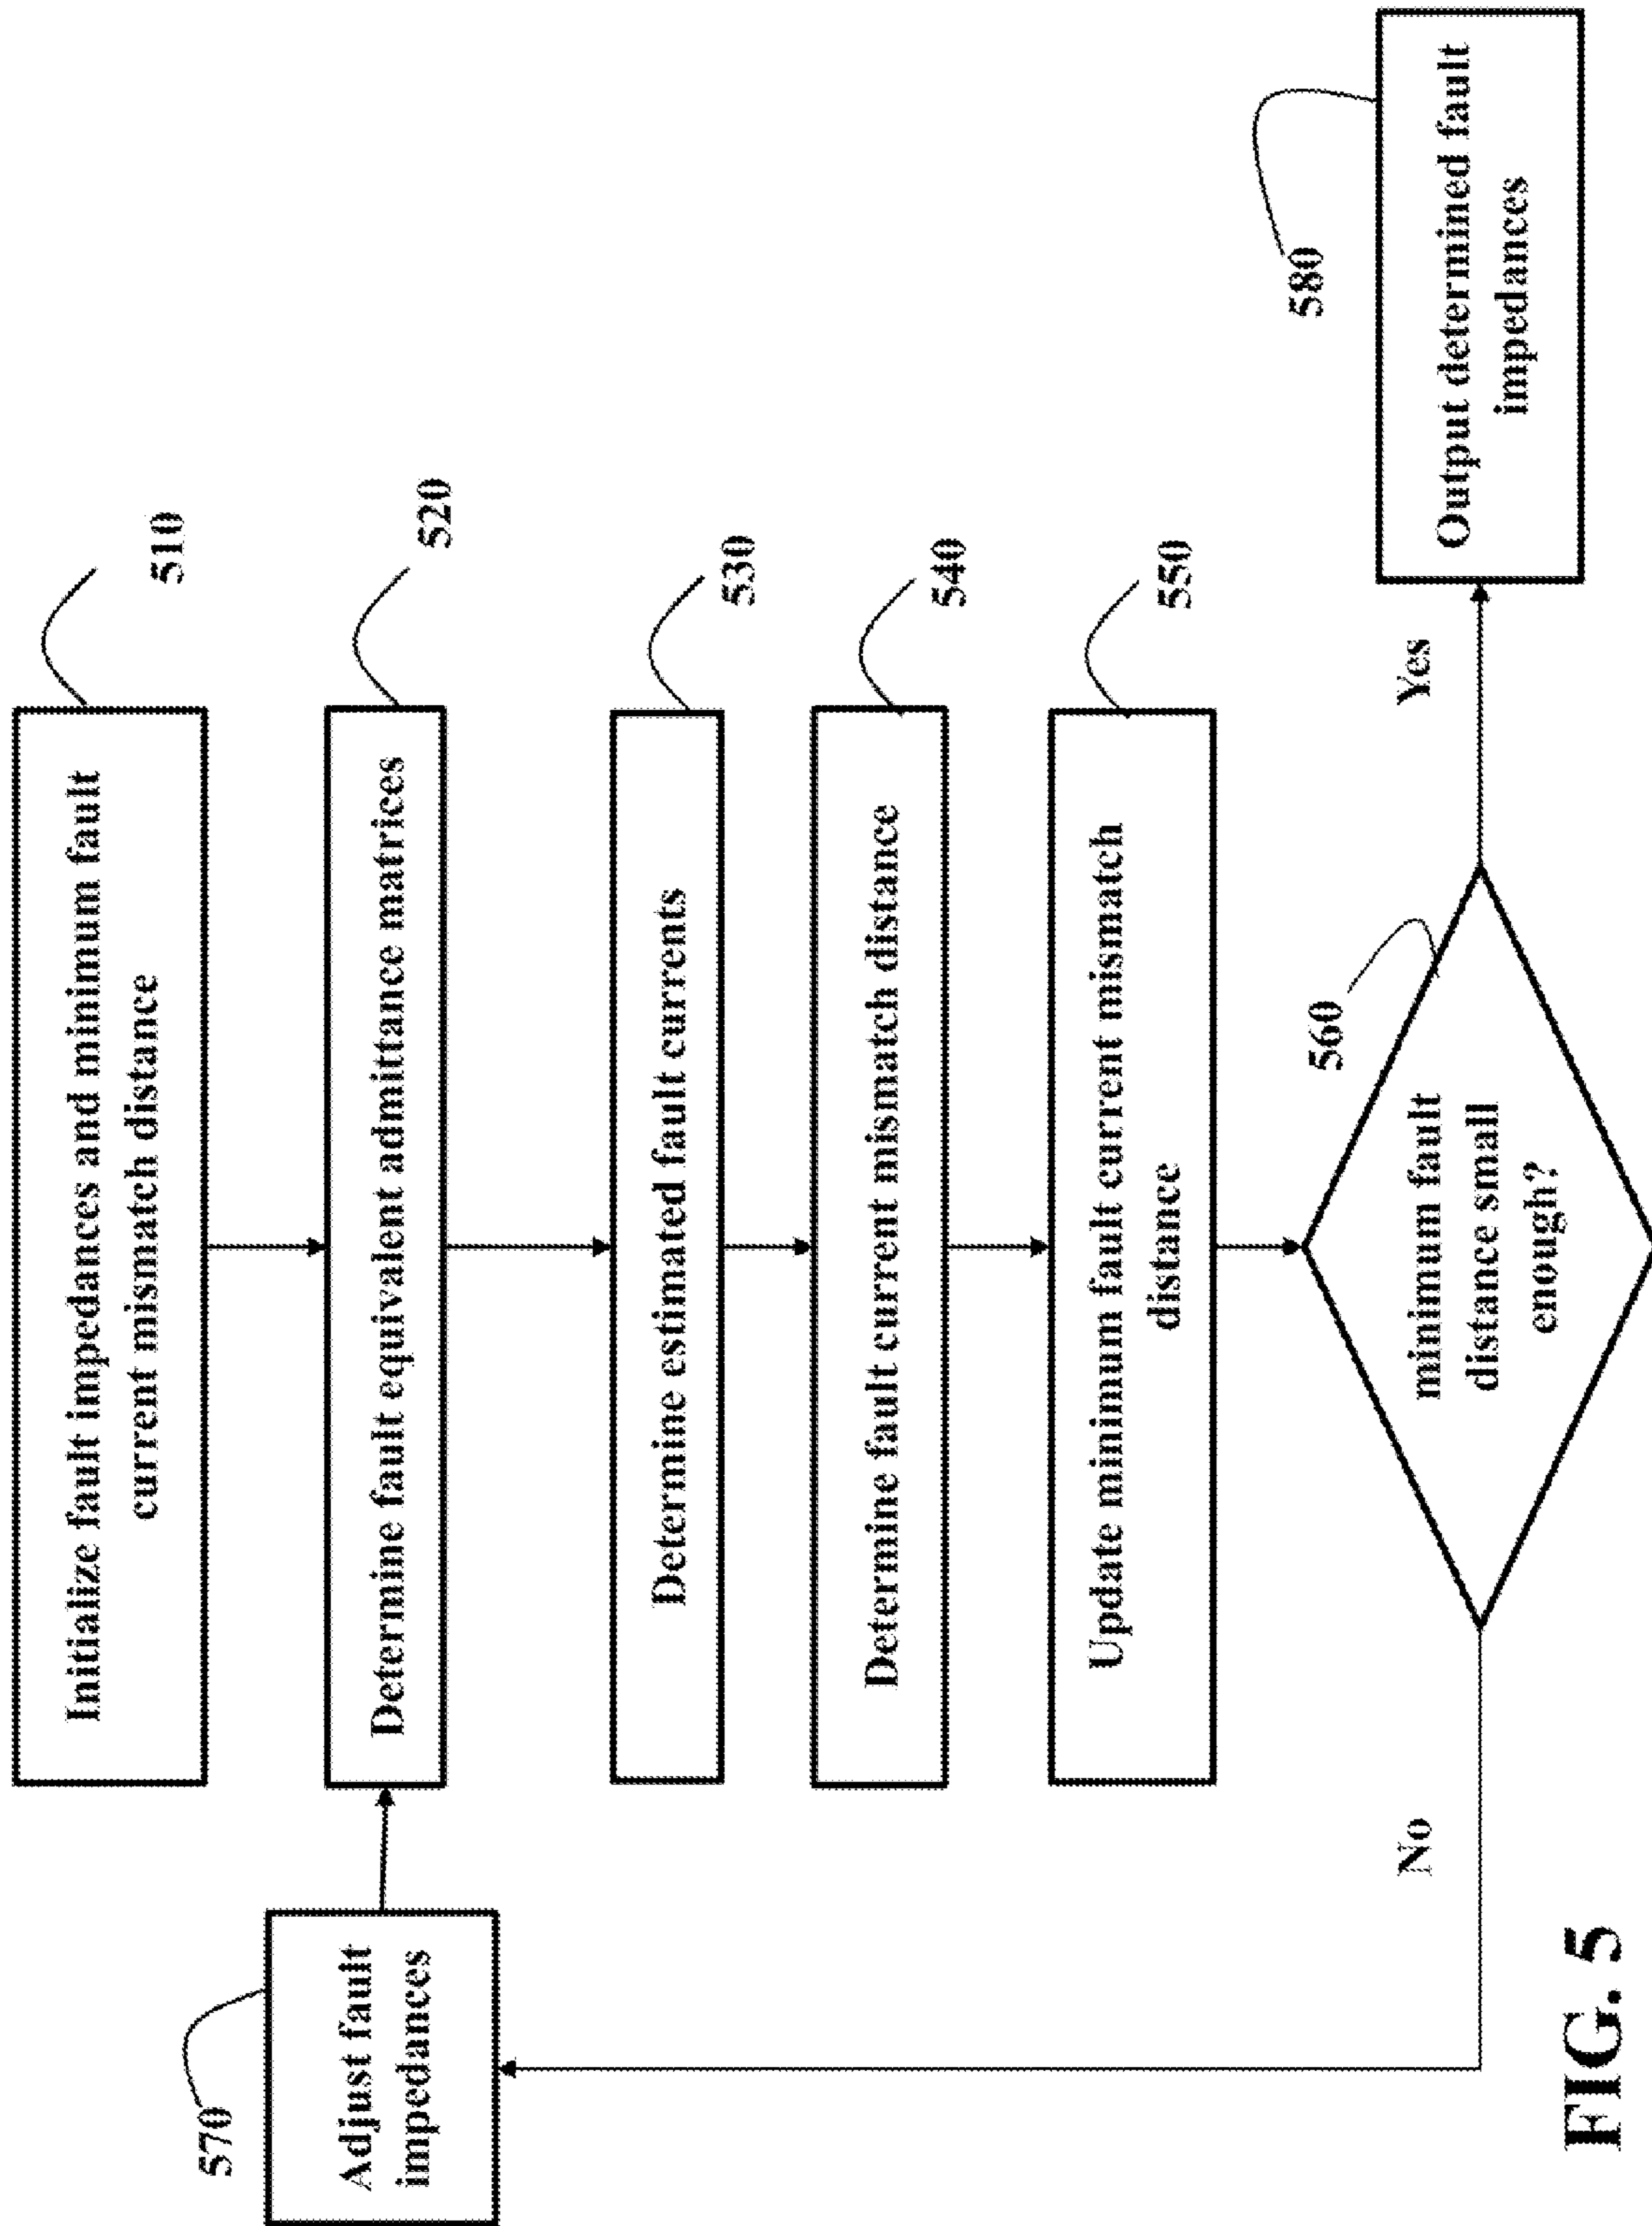 Initialize fault impedances and minimum fault
current mismatch distance
510
Determine fault equivalent admittance matrices
520
Adjust fault
impedances
570
Determine estimated fault currents
530
Determine fault current mismatch distance
540
Update minimum fault current mismatch
distance
550
minimum fault
distance small
enough?
560
No
Yes
Output determined fault
impedances
580
FIG. 5